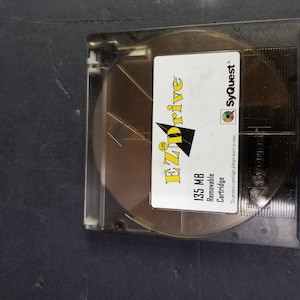 EZ Drive
135 MB
Removable
Cartridge
SyQuest